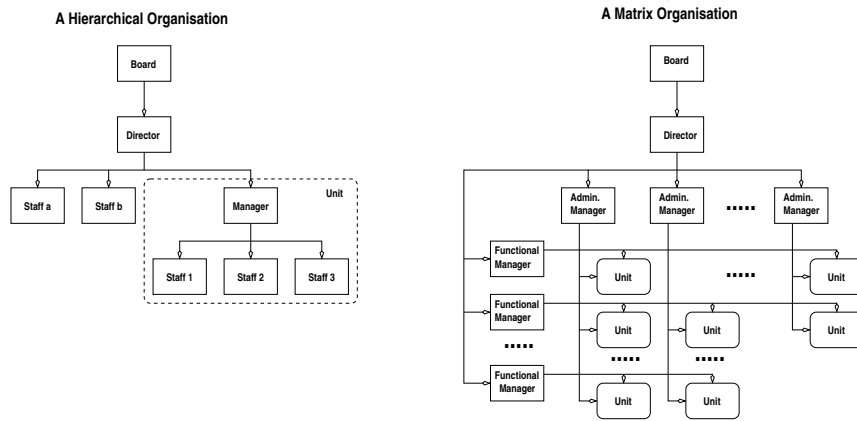 A Hierarchical Organisation
Board
Director
Staff a
Staff b
Manager
Unit
Staff 1
Staff 2
Staff 3
A Matrix Organisation
Board
Director
Admin.
Manager
Admin.
Manager
.....
Admin.
Manager
Functional
Manager
Unit
.....
Unit
Functional
Manager
Unit
Unit
Unit
.....
.....
.....
Functional
Manager
Unit
Unit